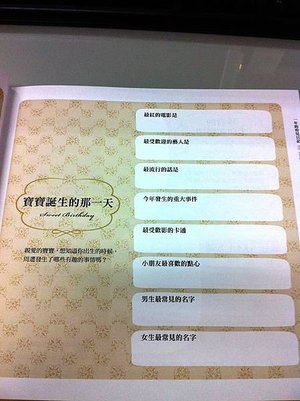 寶寶誕生的那一天
Sweet Birthday
親愛的寶寶,想知道你出生的時候,
周遭發生了哪些有趣的事情嗎?
最紅的電影是
最受歡迎的藝人是
最流行的話是
今年發生的重大事件
最受歡影的卡通
小朋友最喜歡的點心
男生最常見的名字
女生最常見的名字